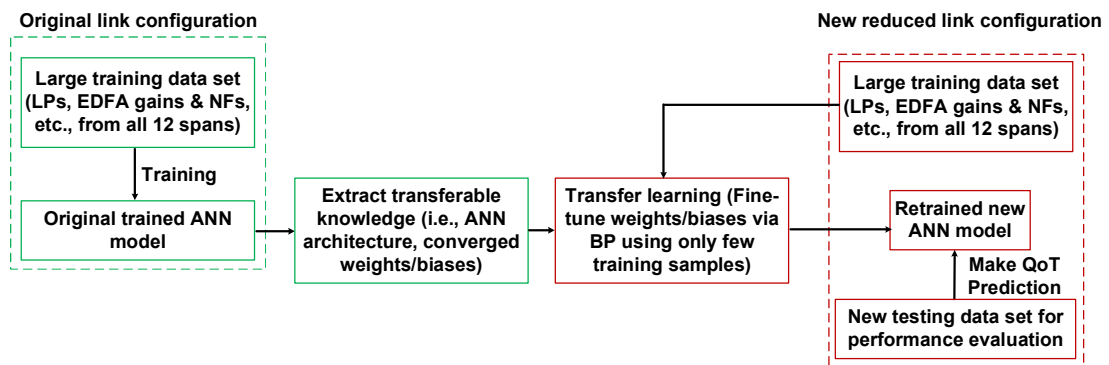 Original link configuration
Large training data set
(LPs, EDFA gains & NFs,
etc., from all 12 spans)
Training
Original trained ANN
model
Extract transferable
knowledge (i.e., ANN
architecture, converged
weights/biases)
Transfer learning (Fine-
tune weights/biases via
BP using only few
training samples)
New reduced link configuration
Large training data set
(LPs, EDFA gains & NFs,
etc., from all 12 spans)
Retrained new
ANN model
Make QoT
Prediction
New testing data set for
performance evaluation